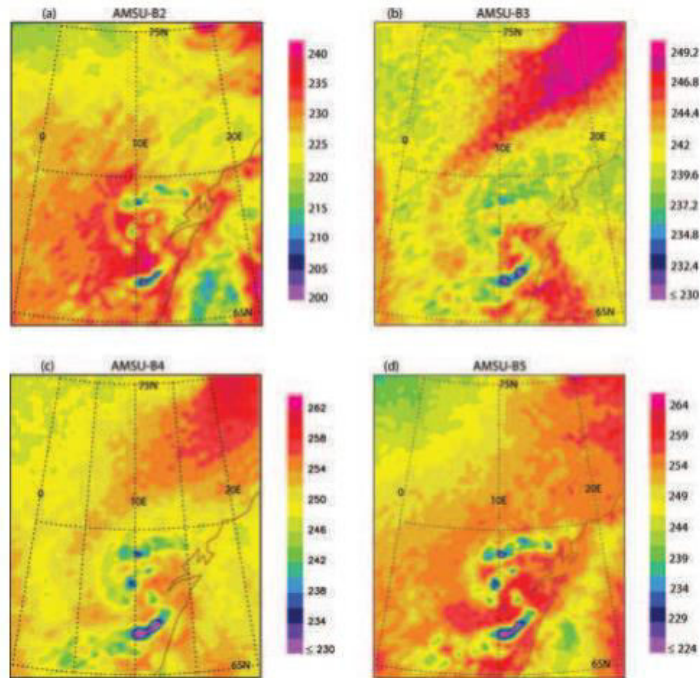 (a) AMSU-B2
75N
0
10E
20E
65N
240
235
230
225
220
215
210
205
203
200
(b) AMSU-B3
75N
0
10E
20E
65N
249.2
246.8
244.4
242
239.6
237.2
234.8
232.4
≤ 230
(c) AMSU-B4
75N
0
10E
20E
65N
262
258
254
250
246
242
238
234
≤ 230
(d) AMSU-B5
75N
0
10E
20E
65N
264
259
254
249
244
239
234
229
≤ 224